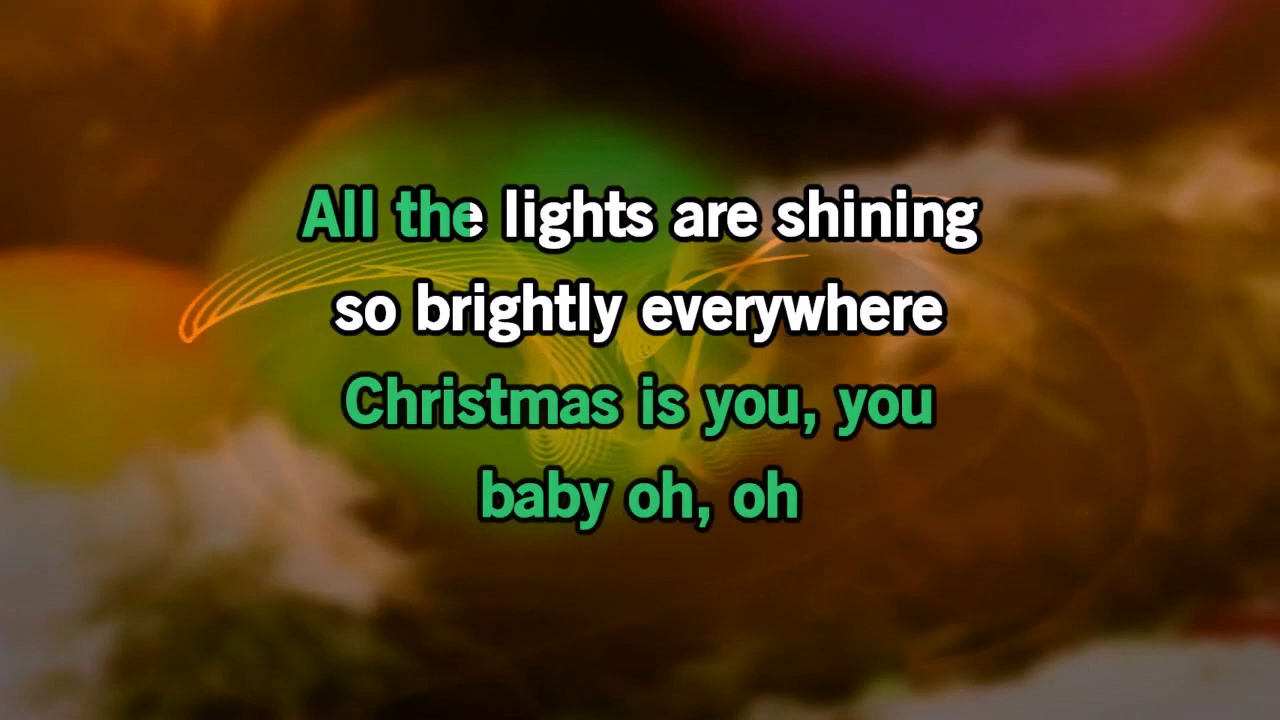 All the lights are shining
so brightly everywhere
Christmas is you, you
baby oh, oh